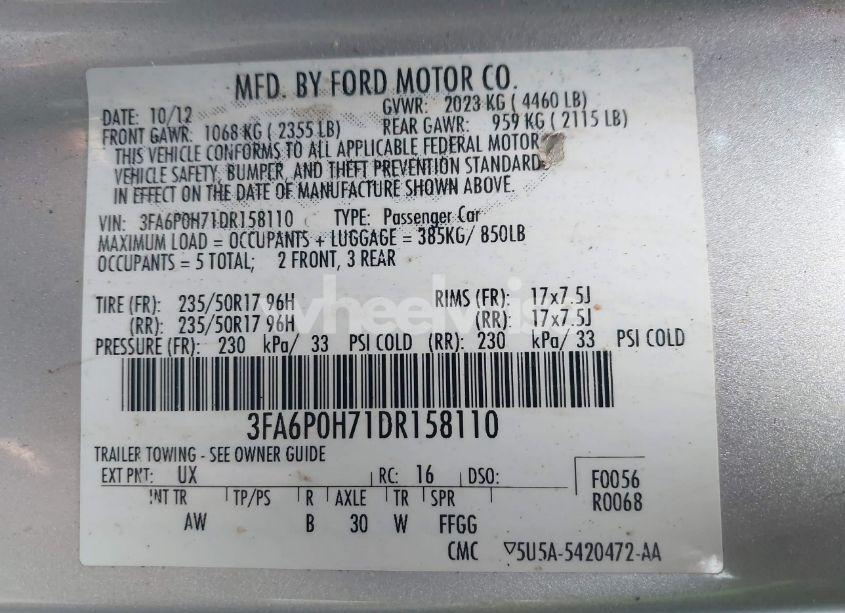 MFD. BY FORD MOTOR CO.
DATE: 10/12 GVWR: 2023 KG ( 4460 LB)
FRONT GAWR: 1068 KG ( 2355 LB) REAR GAWR: 959 KG ( 2115 LB)
THIS VEHICLE CONFORMS TO ALL APPLICABLE FEDERAL MOTOR
VEHICLE SAFETY, BUMPER, AND THEFT PREVENTION STANDARDS
IN EFFECT ON THE DATE OF MANUFACTURE SHOWN ABOVE.
VIN: 3FA6P0H71DR158110 TYPE: Passenger Car
MAXIMUM LOAD = OCCUPANTS + LUGGAGE = 385KG/ 850LB
OCCUPANTS = 5 TOTAL; 2 FRONT, 3 REAR
TIRE (FR): 235/50R17 96H RIMS (FR): 17x7.5J
(RR): 235/50R17 96H (RR): 17x7.5J
PRESSURE (FR): 230 kPa/ 33 PSI COLD (RR): 230 kPa/ 33 PSI COLD
3FA6P0H71DR158110
TRAILER TOWING - SEE OWNER GUIDE
EXT PNT: UX RC: 16 DSO: F0056
R0068
INT TR TP/PS R AXLE TR SPR
AW B 30 W FFGG
CMC ▽5U5A-5420472-AA